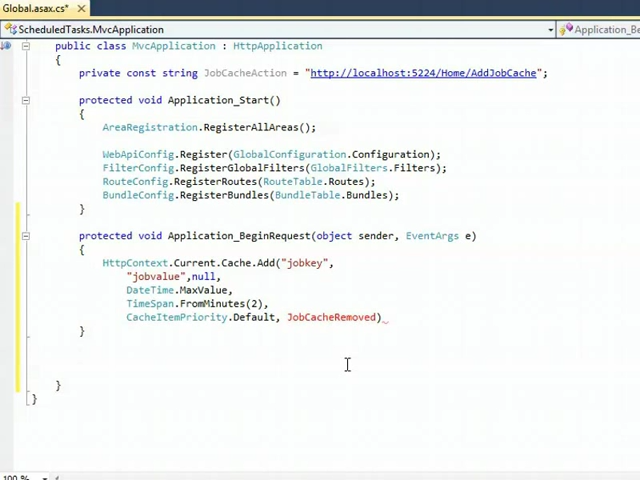 Global.asax.cs*
ScheduledTasks.MvcApplication Application_Be
public class MvcApplication : HttpApplication
{
private const string JobCacheAction = "http://localhost:5224/Home/AddJobCache";
protected void Application_Start()
{
AreaRegistration.RegisterAllAreas();
WebApiConfig.Register(GlobalConfiguration.Configuration);
FilterConfig.RegisterGlobalFilters(GlobalFilters.Filters);
RouteConfig.RegisterRoutes(RouteTable.Routes);
BundleConfig.RegisterBundles(BundleTable.Bundles);
}
protected void Application_BeginRequest(object sender, EventArgs e)
{
HttpContext.Current.Cache.Add("jobkey",
"jobvalue",null,
DateTime.MaxValue,
TimeSpan.FromMinutes(2),
CacheItemPriority.Default, JobCacheRemoved)
}
}
}
100 %